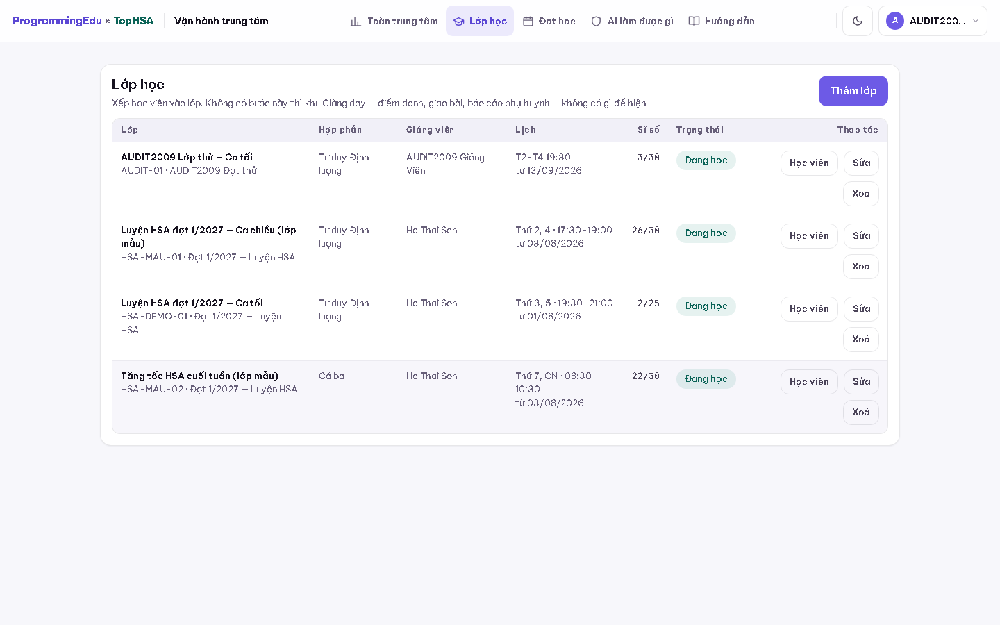 ProgrammingEdu × TopHSA
Vận hành trung tâm
Toàn trung tâm
Lớp học
Đợt học
Ai làm được gì
Hướng dẫn
A
AUDIT200...
Lớp học
Xếp học viên vào lớp. Không có bước này thì khu Giảng dạy — điểm danh, giao bài, báo cáo phụ huynh — không có gì để hiện.
Thêm lớp
Lớp
Hợp phần
Giảng viên
Lịch
Sĩ số
Trạng thái
Thao tác
AUDIT2009 Lớp thử — Ca tối
AUDIT-01 · AUDIT2009 Đợt thử
Tư duy Định
lượng
AUDIT2009 Giảng
Viên
T2-T4 19:30
từ 13/09/2026
3/30
Đang học
Học viên
Sửa
Xoá
Luyện HSA đợt 1/2027 — Ca chiều (lớp
mẫu)
HSA-MAU-01 · Đợt 1/2027 — Luyện HSA
Tư duy Định
lượng
Ha Thai Son
Thứ 2, 4 · 17:30-19:00
từ 03/08/2026
26/30
Đang học
Học viên
Sửa
Xoá
Luyện HSA đợt 1/2027 — Ca tối
HSA-DEMO-01 · Đợt 1/2027 — Luyện
HSA
Tư duy Định
lượng
Ha Thai Son
Thứ 3, 5 · 19:30-21:00
từ 01/08/2026
2/25
Đang học
Học viên
Sửa
Xoá
Tăng tốc HSA cuối tuần (lớp mẫu)
HSA-MAU-02 · Đợt 1/2027 — Luyện HSA
Cả ba
Ha Thai Son
Thứ 7, CN · 08:30-
10:30
từ 03/08/2026
22/30
Đang học
Học viên
Sửa
Xoá